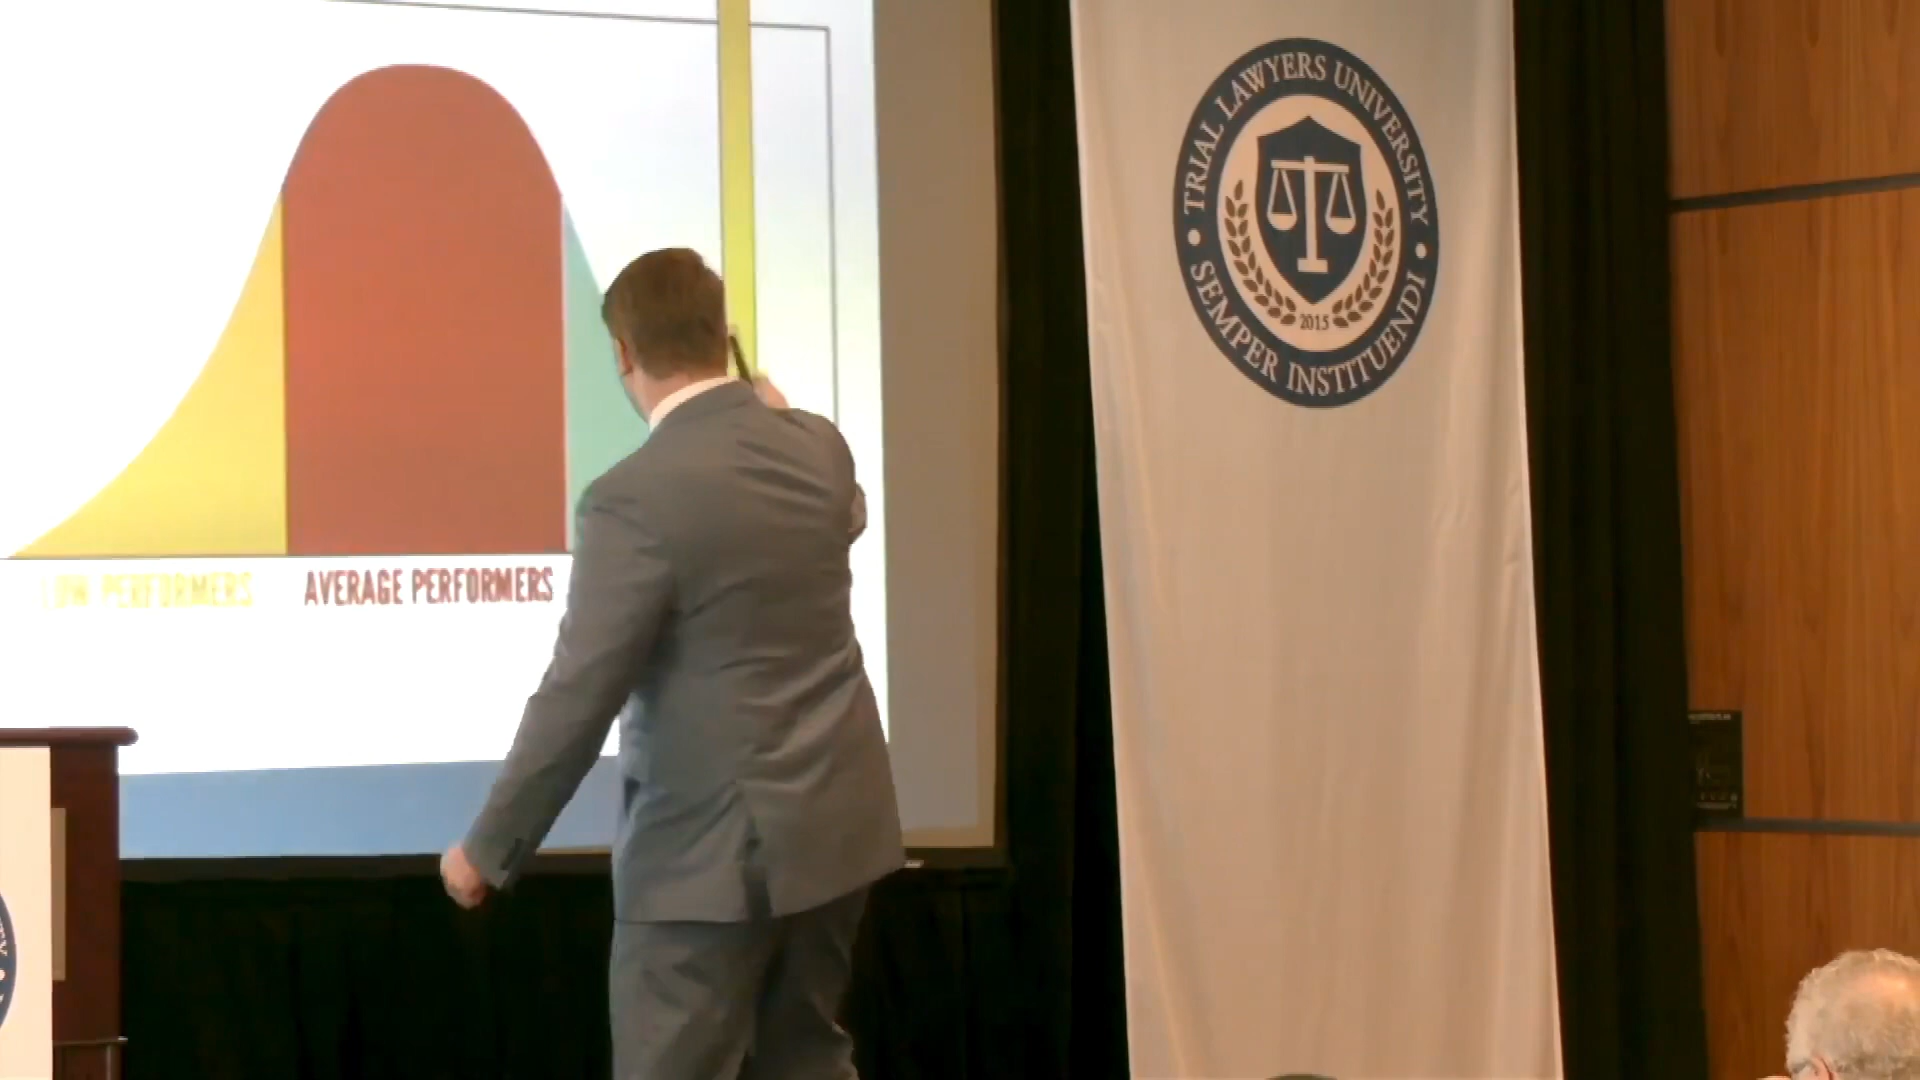 LOW PERFORMERS
AVERAGE PERFORMERS
TRIAL LAWYERS UNIVERSITY
SEMPER INSTITUENDI
2015